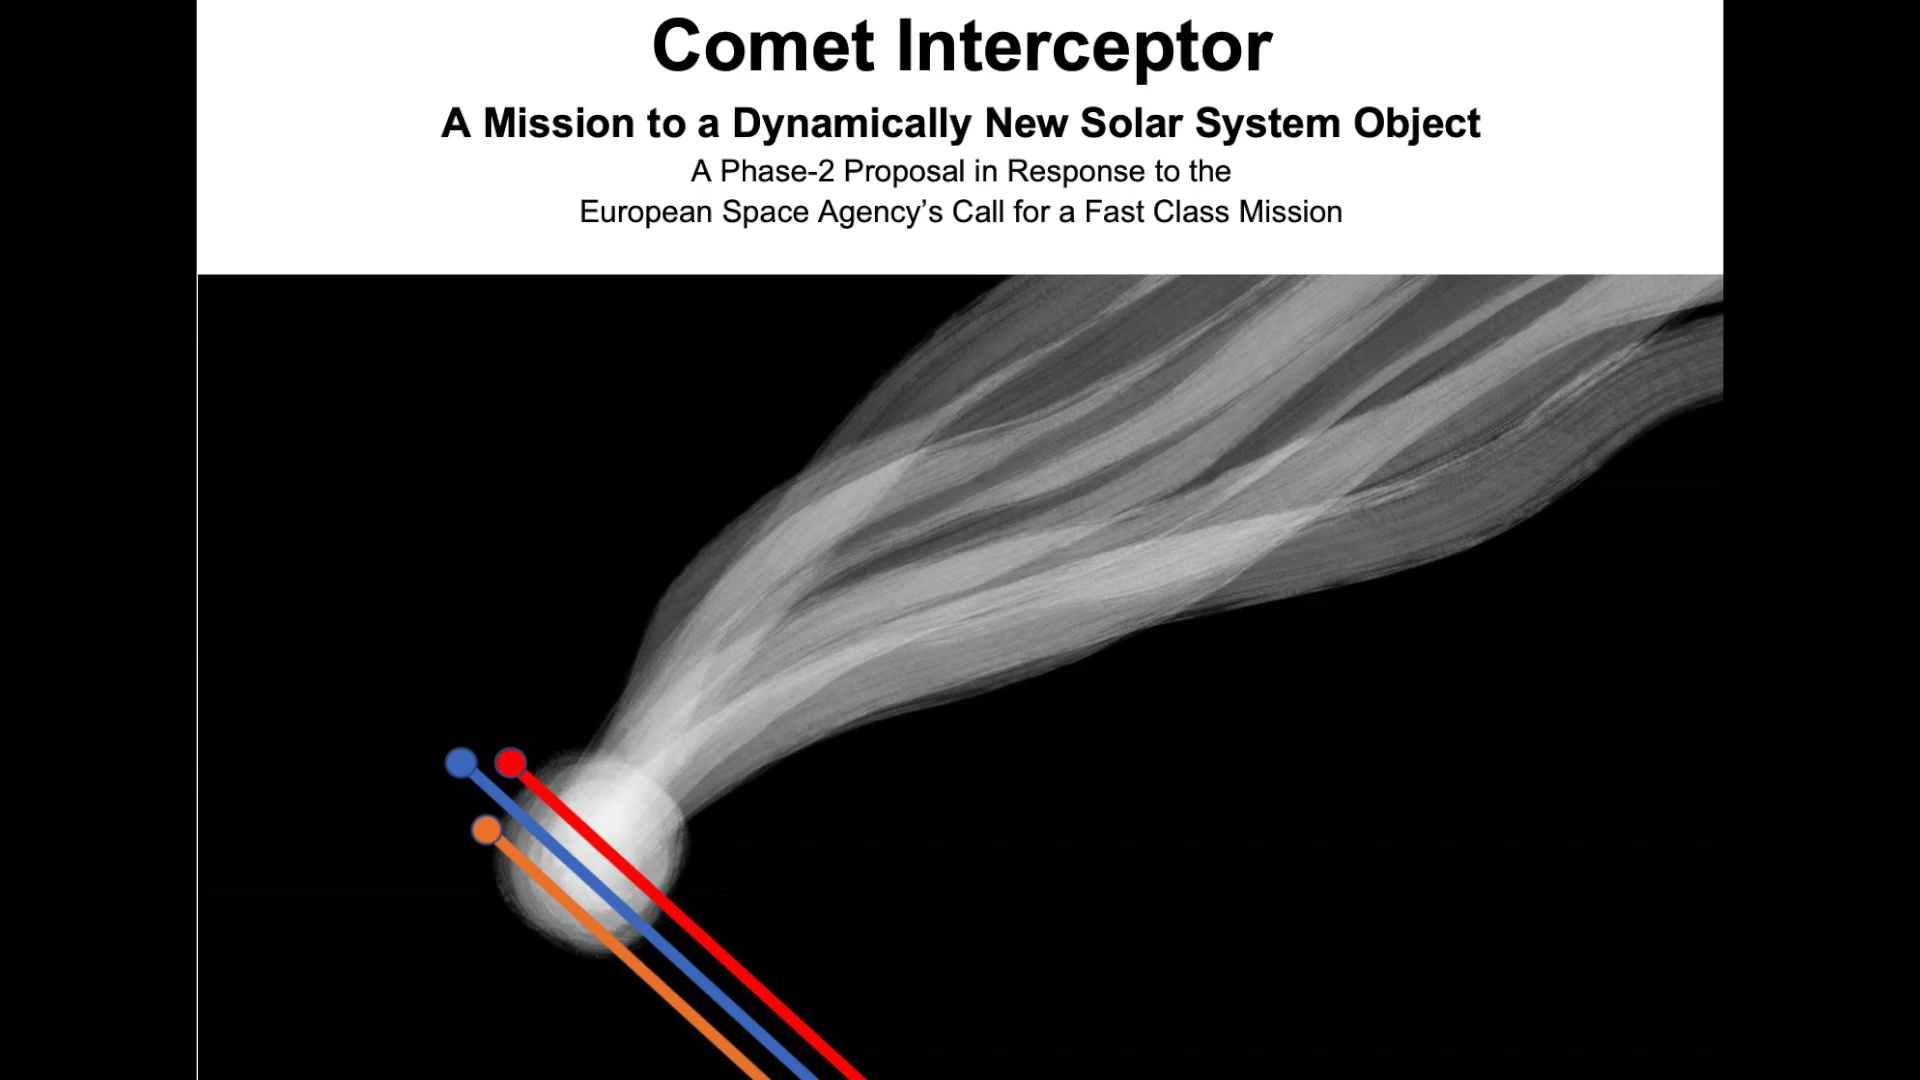 Comet Interceptor
A Mission to a Dynamically New Solar System Object
A Phase-2 Proposal in Response to the
European Space Agency’s Call for a Fast Class Mission